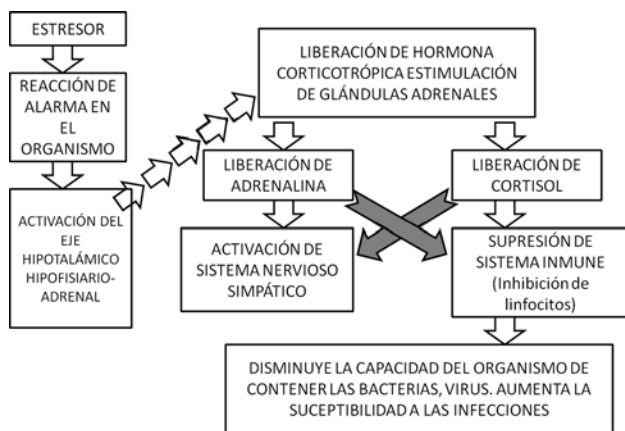 ESTRESOR
REACCIÓN DE
ALARMA EN
EL
ORGANISMO
ACTIVACIÓN DEL
EJE
HIPOTALÁMICO
HIPOFISIARIO-
ADRENAL
LIBERACIÓN DE HORMONA
CORTICOTRÓPICA ESTIMULACIÓN
DE GLÁNDULAS ADRENALES
LIBERACIÓN DE
ADRENALINA
LIBERACIÓN DE
CORTISOL
ACTIVACIÓN DE
SISTEMA NERVIOSO
SIMPÁTICO
SUPRESIÓN DE
SISTEMA INMUNE
(Inhibición de
linfocitos)
DISMINUYE LA CAPACIDAD DEL ORGANISMO DE
CONTENER LAS BACTERIAS, VIRUS. AUMENTA LA
SUCEPTIBILIDAD A LAS INFECCIONES